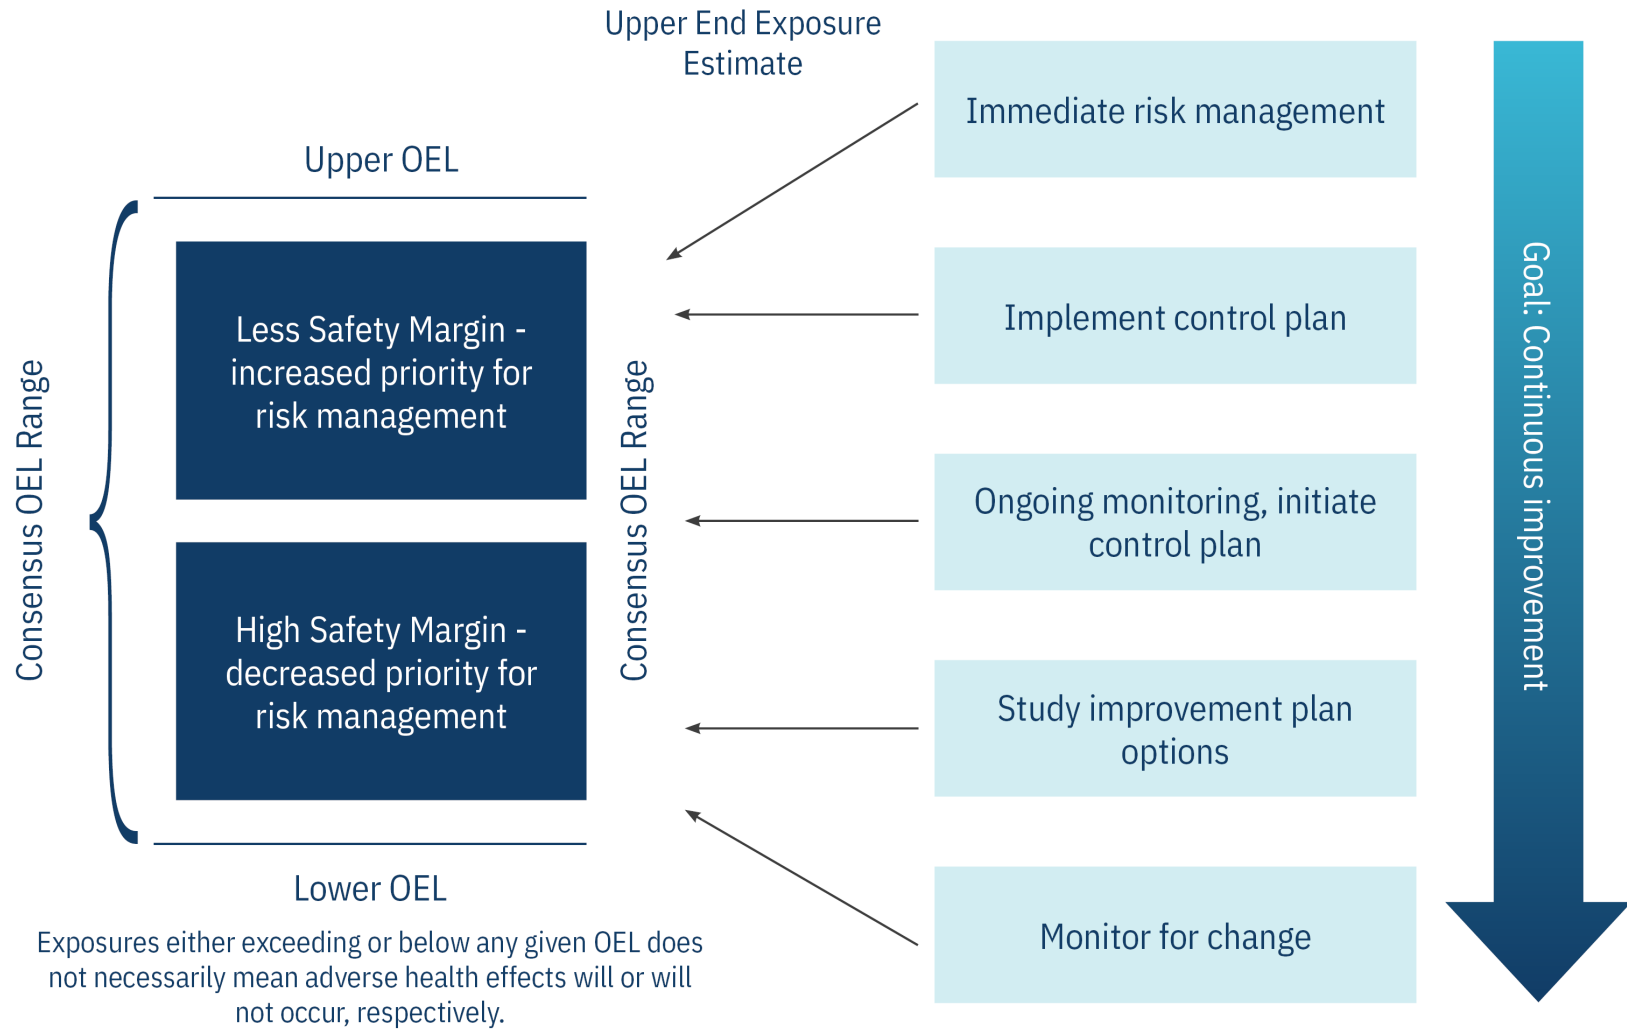 Upper End Exposure
Estimate
Upper OEL
Consensus OEL Range
Less Safety Margin -
increased priority for
risk management
High Safety Margin -
decreased priority for
risk management
Consensus OEL Range
Lower OEL
Exposures either exceeding or below any given OEL does
not necessarily mean adverse health effects will or will
not occur, respectively.
Immediate risk management
Implement control plan
Ongoing monitoring, initiate
control plan
Study improvement plan
options
Monitor for change
Goal: Continuous improvement